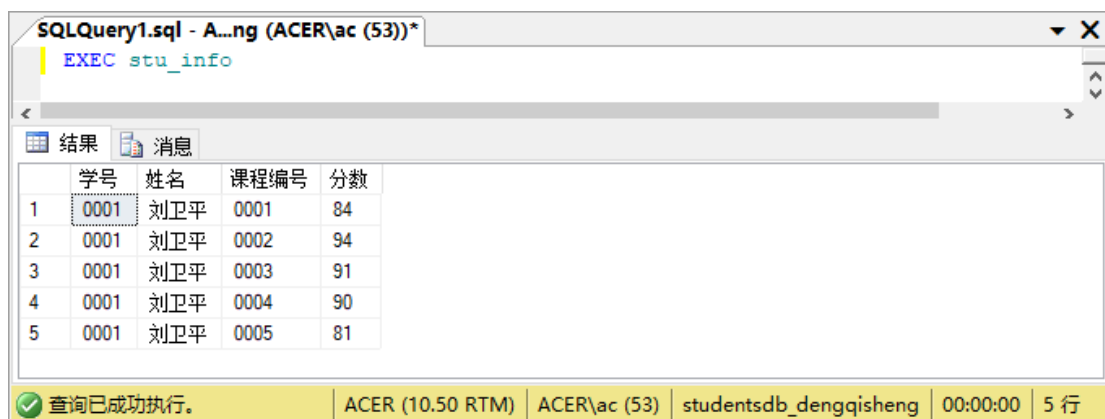 SQLQuery1.sql - A...ng (ACER\ac (53))*
EXEC stu_info
结果 消息
学号 姓名 课程编号 分数
1 0001 刘卫平 0001 84
2 0001 刘卫平 0002 94
3 0001 刘卫平 0003 91
4 0001 刘卫平 0004 90
5 0001 刘卫平 0005 81
查询已成功执行。 ACER (10.50 RTM) ACER\ac (53) studentsdb_dengqisheng 00:00:00 5 行